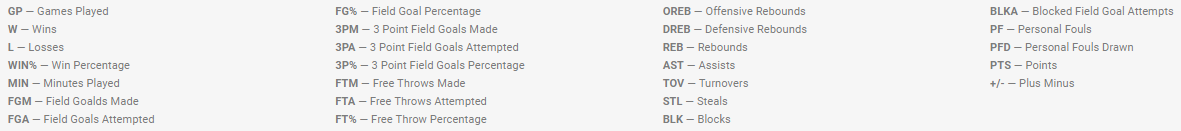 GP — Games Played
W — Wins
L — Losses
WIN% — Win Percentage
MIN — Minutes Played
FGM — Field Goalds Made
FGA — Field Goals Attempted
FG% — Field Goal Percentage
3PM — 3 Point Field Goals Made
3PA — 3 Point Field Goals Attempted
3P% — 3 Point Field Goals Percentage
FTM — Free Throws Made
FTA — Free Throws Attempted
FT% — Free Throw Percentage
OREB — Offensive Rebounds
DREB — Defensive Rebounds
REB — Rebounds
AST — Assists
TOV — Turnovers
STL — Steals
BLK — Blocks
BLKA — Blocked Field Goal Attempts
PF — Personal Fouls
PFD — Personal Fouls Drawn
PTS — Points
+/- — Plus Minus